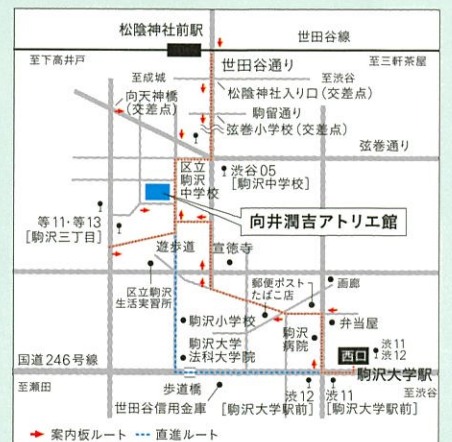 松陰神社前駅
世田谷線
至下高井戸
至三軒茶屋
世田谷通り
至成城
至渋谷
松陰神社入り口（交差点）
向天神橋
（交差点）
駒留通り
弦巻小学校（交差点）
弦巻通り
区立
駒沢
中学校
渋谷05
［駒沢中学校］
向井潤吉アトリエ館
等11・等13
［駒沢三丁目］
遊歩道
宣徳寺
区立駒沢
生活実習所
郵便ポスト
たばこ店
画廊
駒沢小学校
駒沢
病院
弁当屋
駒沢大学
法科大学院
西口
渋11
渋12
国道246号線
駒沢大学駅
至瀬田
至渋谷
歩道橋
世田谷信用金庫
渋12
［駒沢大学駅前］
渋11
［駒沢大学駅前］
案内板ルート
直進ルート